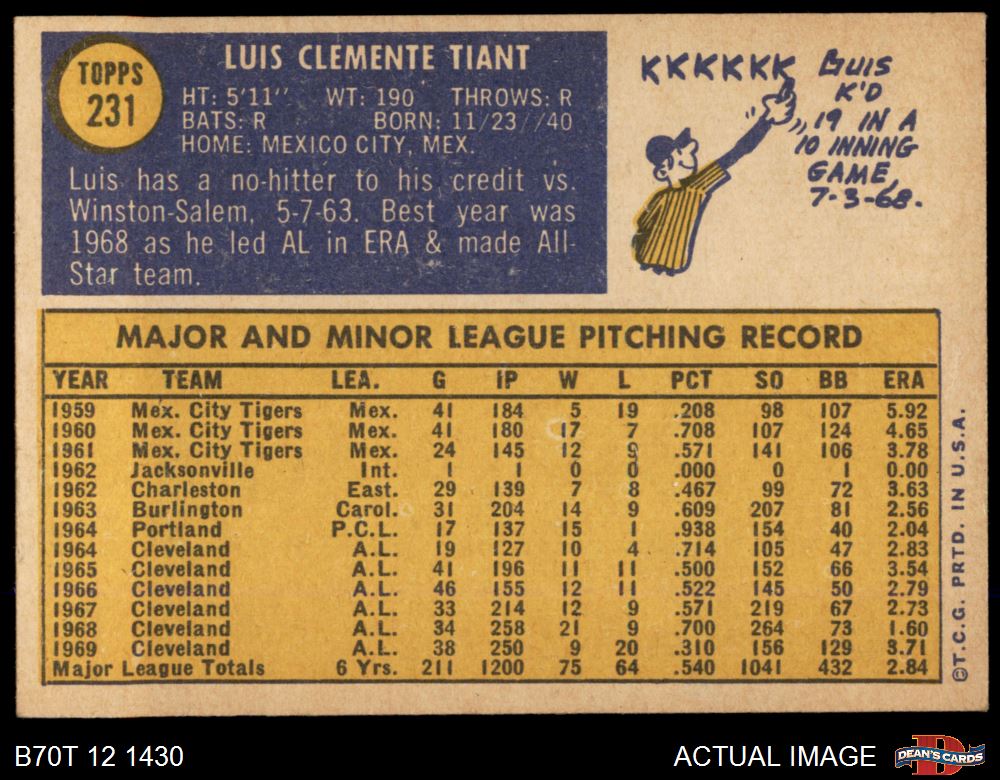 TOPPS
231
LUIS CLEMENTE TIANT
HT: 5'11" WT: 190 THROWS: R
BATS: R BORN: 11/23//40
HOME: MEXICO CITY, MEX.
Luis has a no-hitter to his credit vs.
Winston-Salem, 5-7-63. Best year was
1968 as he led AL in ERA & made All-
Star team.
KKKKKK
LUIS
K'D
19 IN A
10 INNING
GAME,
7-3-68.
MAJOR AND MINOR LEAGUE PITCHING RECORD
YEAR TEAM LEA. G IP W L PCT SO BB ERA
1959 Mex. City Tigers Mex. 41 184 5 19 .208 98 107 5.92
1960 Mex. City Tigers Mex. 41 180 17 7 .708 107 124 4.65
1961 Mex. City Tigers Mex. 24 145 12 9 .571 141 106 3.78
1962 Jacksonville Int. 1 1 0 0 .000 0 1 0.00
1962 Charleston East. 29 139 7 8 .467 99 72 3.63
1963 Burlington Carol. 31 204 14 9 .609 207 81 2.56
1964 Portland P.C.L. 17 137 15 1 .938 154 40 2.04
1964 Cleveland A.L. 19 127 10 4 .714 105 47 2.83
1965 Cleveland A.L. 41 196 11 11 .500 152 66 3.54
1966 Cleveland A.L. 46 155 12 11 .522 145 50 2.79
1967 Cleveland A.L. 33 214 12 9 .571 219 67 2.73
1968 Cleveland A.L. 34 258 21 9 .700 264 73 1.60
1969 Cleveland A.L. 38 250 9 20 .310 156 129 3.71
Major League Totals 6 Yrs. 211 1200 75 64 .540 1041 432 2.84
©T.C.G. PRTD. IN U.S.A.
B70T 12 1430
ACTUAL IMAGE
D
DEAN'S CARDS